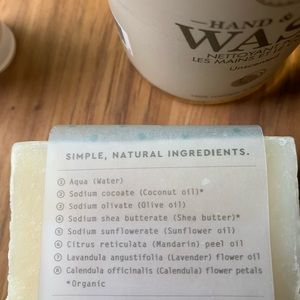 —HAND &
WAS
NETTOYANT
LES MAINS ET
Unscented
SIMPLE, NATURAL INGREDIENTS.
① Aqua (Water)
② Sodium cocoate (Coconut oil)*
③ Sodium olivate (Olive oil)
④ Sodium shea butterate (Shea butter)*
⑤ Sodium sunflowerate (Sunflower oil)
⑥ Citrus reticulata (Mandarin) peel oil
⑦ Lavandula angustifolia (Lavender) flower oil
⑧ Calendula officinalis (Calendula) flower petals
*Organic